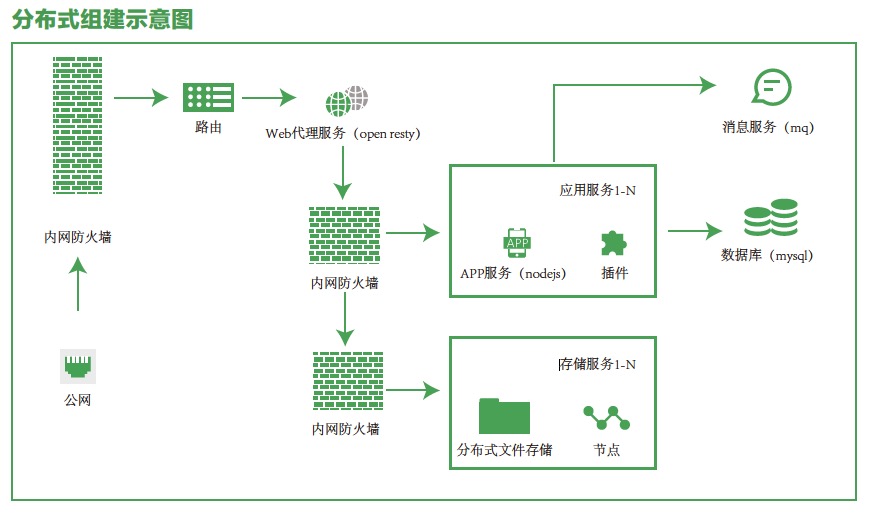 分布式组建示意图
路由
Web代理服务（open resty）
消息服务（mq）
内网防火墙
应用服务1-N
APP
APP服务（nodejs）
插件
数据库（mysql）
内网防火墙
公网
存储服务1-N
内网防火墙
分布式文件存储
节点